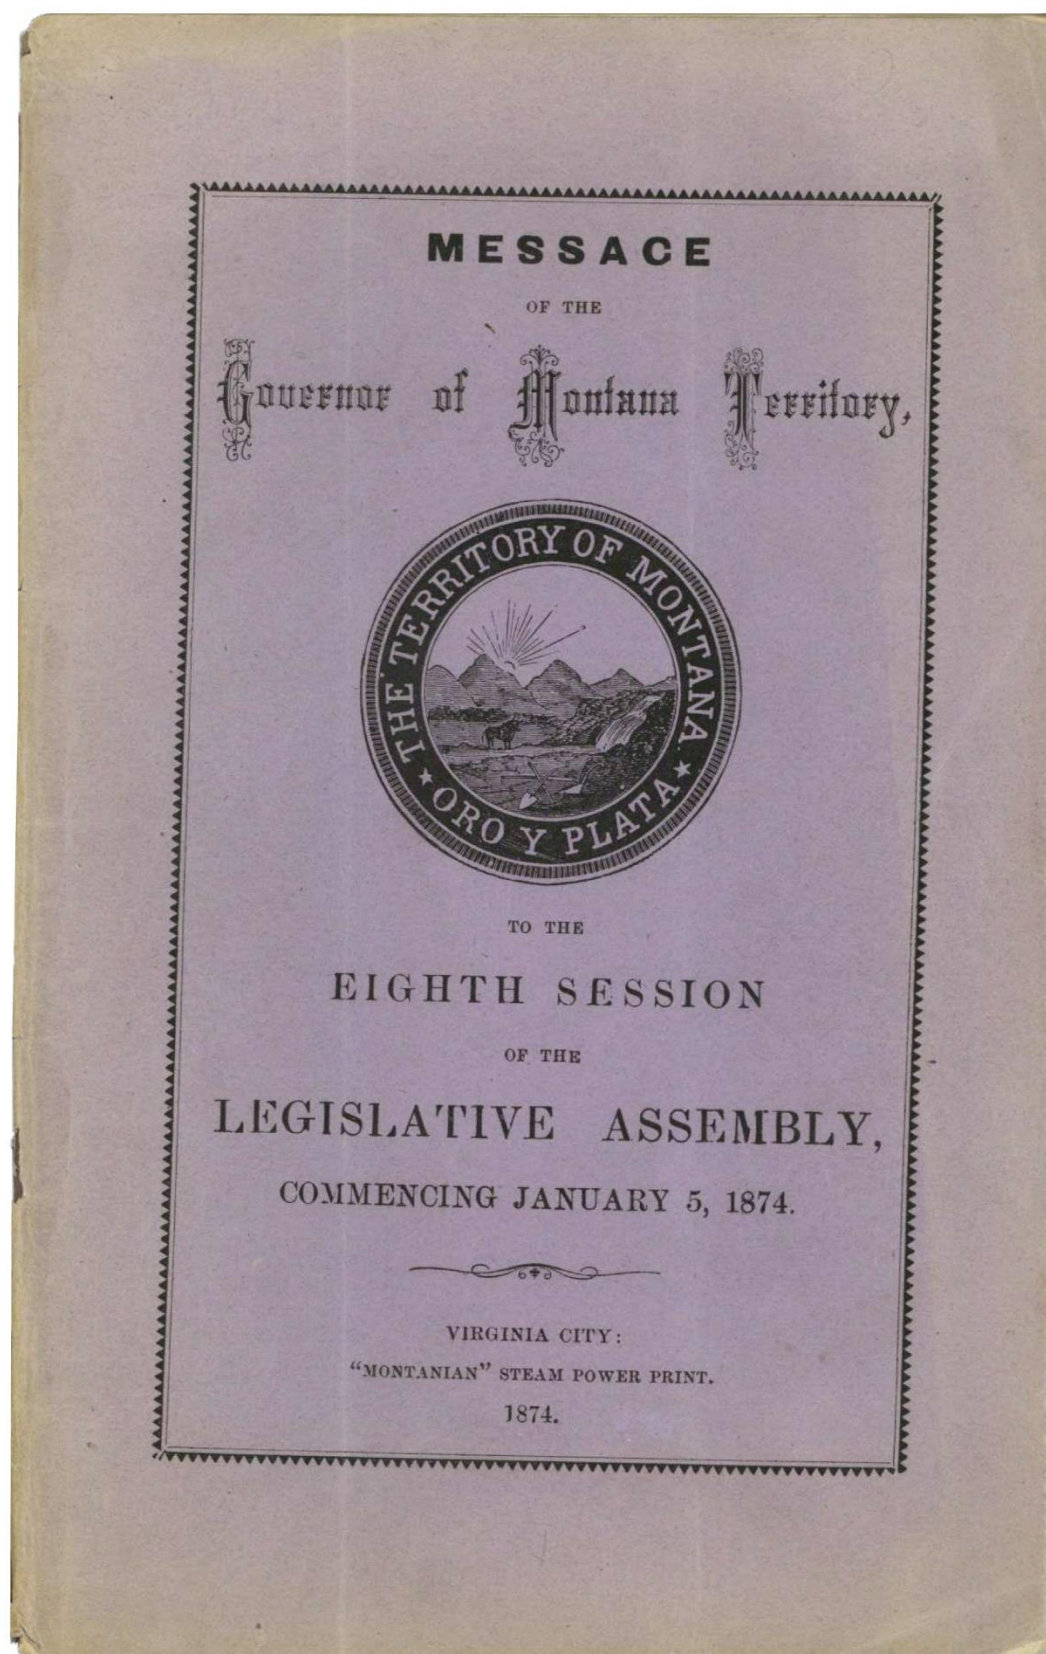 MESSAGE
OF THE
Governor of Montana Territory,
THE TERRITORY OF MONTANA
★ ORO Y PLATA ★
TO THE
EIGHTH SESSION
OF THE
LEGISLATIVE ASSEMBLY,
COMMENCING JANUARY 5, 1874.
VIRGINIA CITY:
"MONTANIAN" STEAM POWER PRINT.
1874.